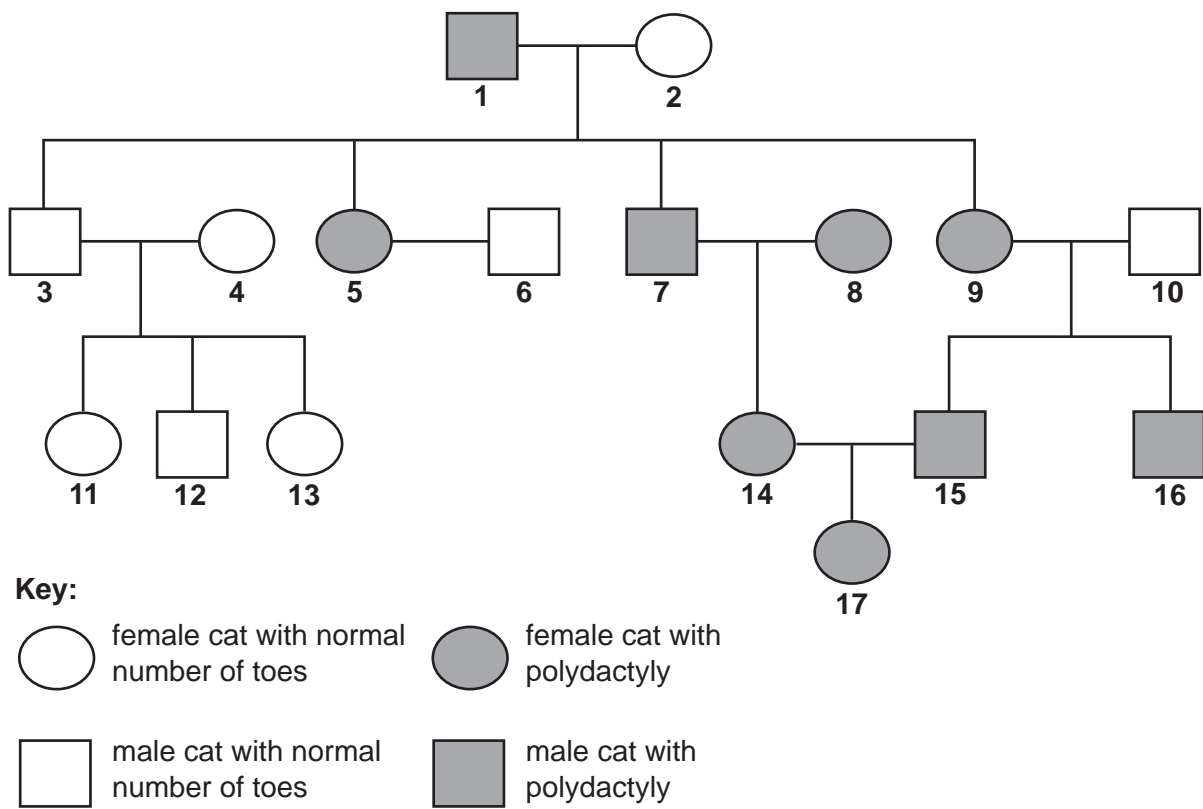 1 2
3 4 5 6 7 8 9 10
11 12 13 14 15 16
17
Key:
female cat with normal
number of toes
female cat with
polydactyly
male cat with normal
number of toes
male cat with
polydactyly